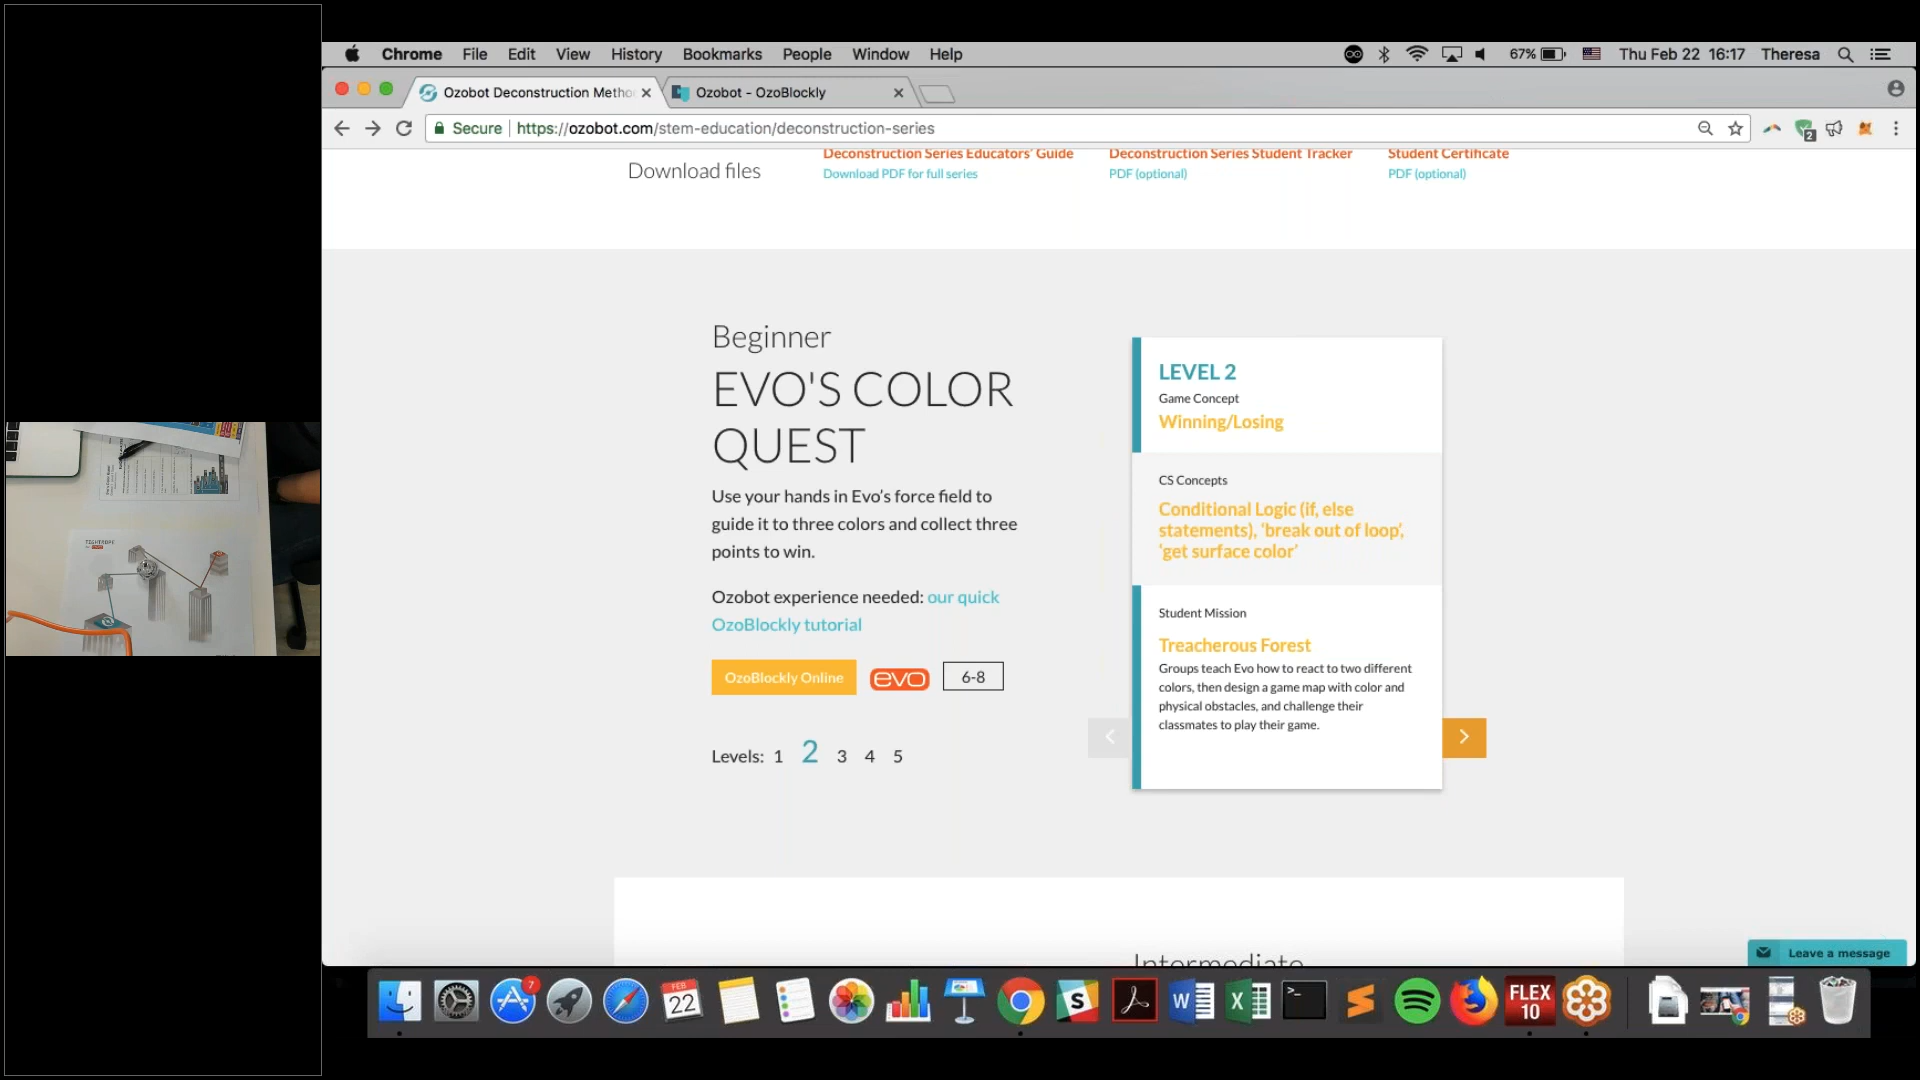 Chrome File Edit View History Bookmarks People Window Help 67% Thu Feb 22 16:17 Theresa
Ozobot Deconstruction Metho
Ozobot - OzoBlockly
Secure https://ozobot.com/stem-education/deconstruction-series
2
Download files
Deconstruction Series Educators' Guide
Download PDF for full series
Deconstruction Series Student Tracker
PDF (optional)
Student Certificate
PDF (optional)
Beginner
EVO'S COLOR
QUEST
Use your hands in Evo's force field to
guide it to three colors and collect three
points to win.
Ozobot experience needed: our quick
OzoBlockly tutorial
OzoBlockly Online evo 6-8
Levels: 1 2 3 4 5
LEVEL 2
Game Concept
Winning/Losing
CS Concepts
Conditional Logic (if, else
statements), 'break out of loop',
'get surface color'
Student Mission
Treacherous Forest
Groups teach Evo how to react to two different
colors, then design a game map with color and
physical obstacles, and challenge their
classmates to play their game.
Intermediate
Leave a message
TIGHTROPE
7
FEB
22
S
W
X
FLEX
10